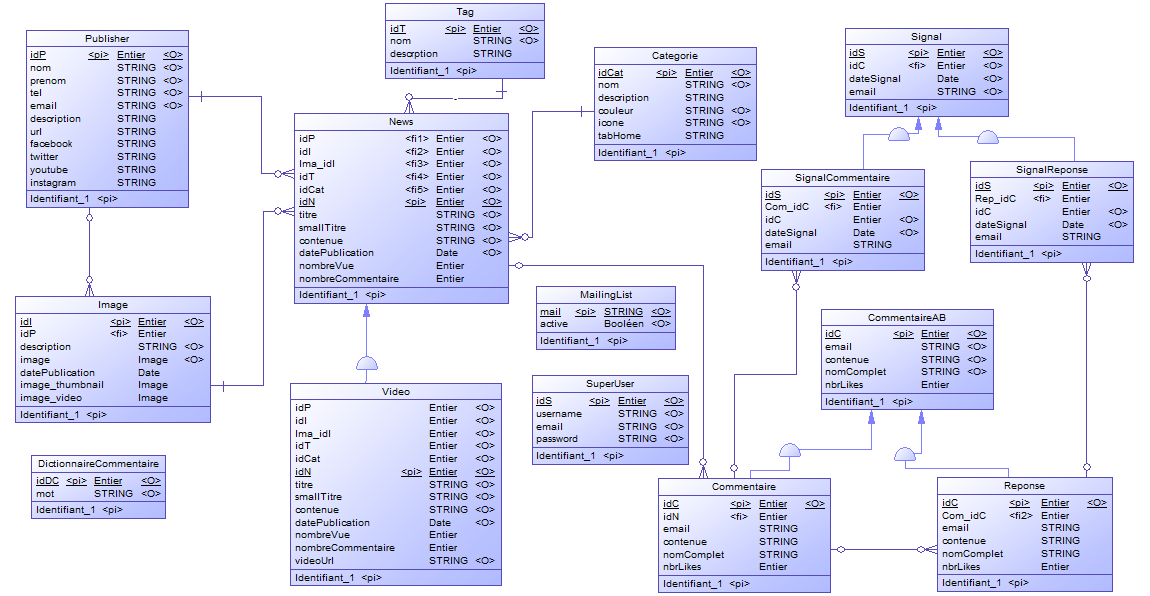 Publisher
idP <pi> Entier <O>
nom STRING <O>
prenom STRING <O>
tel STRING <O>
email STRING <O>
description STRING
url STRING
facebook STRING
twitter STRING
youtube STRING
instagram STRING
Identifiant_1 <pi>
Tag
idT <pi> Entier <O>
nom STRING <O>
description STRING
Identifiant_1 <pi>
Categorie
idCat <pi> Entier <O>
nom STRING <O>
description STRING
couleur STRING <O>
icone STRING <O>
tabHome STRING
Identifiant_1 <pi>
Signal
idS <pi> Entier <O>
idC <fi> Entier <O>
dateSignal Date <O>
email STRING <O>
Identifiant_1 <pi>
News
idP <fi1> Entier <O>
idI <fi2> Entier <O>
Ima_idI <fi3> Entier <O>
idT <fi4> Entier <O>
idCat <fi5> Entier <O>
idN <pi> Entier <O>
titre STRING <O>
smallTitre STRING <O>
contenue STRING <O>
datePublication Date <O>
nombreVue Entier
nombreCommentaire Entier
Identifiant_1 <pi>
SignalCommentaire
idS <pi> Entier <O>
Com_idC <fi> Entier
idC Entier <O>
dateSignal Date <O>
email STRING
Identifiant_1 <pi>
SignalReponse
idS <pi> Entier <O>
Rep_idC <fi> Entier
idC Entier <O>
dateSignal Date <O>
email STRING
Identifiant_1 <pi>
Image
idI <pi> Entier <O>
idP <fi> Entier
description STRING <O>
image Image <O>
datePublication Date
image_thumbnail Image
image_video Image
Identifiant_1 <pi>
MailingList
mail <pi> STRING <O>
active Booléen <O>
Identifiant_1 <pi>
CommentaireAB
idC <pi> Entier <O>
email STRING <O>
contenue STRING <O>
nomComplet STRING <O>
nbrLikes Entier
Identifiant_1 <pi>
Video
idP Entier <O>
idI Entier <O>
Ima_idI Entier <O>
idT Entier <O>
idCat Entier <O>
idN <pi> Entier <O>
titre STRING <O>
smallTitre STRING <O>
contenue STRING <O>
datePublication Date <O>
nombreVue Entier
nombreCommentaire Entier
videoUrl STRING <O>
Identifiant_1 <pi>
SuperUser
idS <pi> Entier <O>
username STRING <O>
email STRING <O>
password STRING <O>
Identifiant_1 <pi>
DictionnaireCommentaire
idDC <pi> Entier <O>
mot STRING <O>
Identifiant_1 <pi>
Commentaire
idC <pi> Entier <O>
idN <fi> Entier
email STRING
contenue STRING
nomComplet STRING
nbrLikes Entier
Identifiant_1 <pi>
Reponse
idC <pi> Entier <O>
Com_idC <fi2> Entier
email STRING
contenue STRING
nomComplet STRING
nbrLikes Entier
Identifiant_1 <pi>